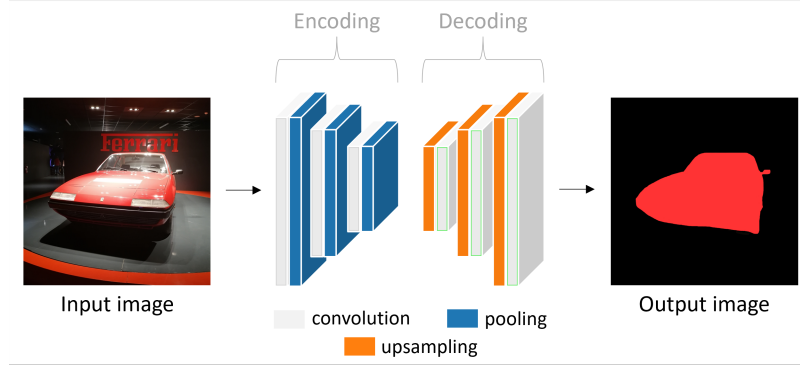 Encoding
Decoding
Ferrari
Input image
Output image
convolution
pooling
upsampling